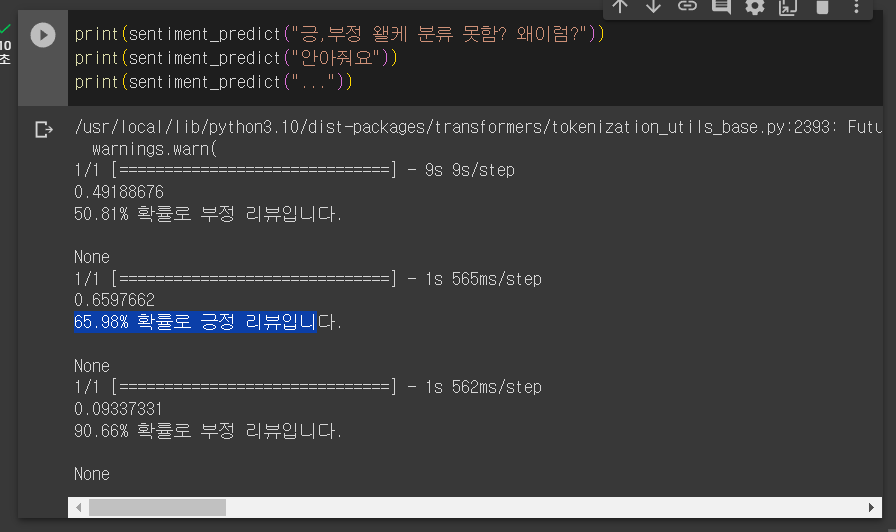 10
초
print(sentiment_predict("긍,부정 왤케 분류 못함? 왜이럼?"))
print(sentiment_predict("안아줘요"))
print(sentiment_predict("..."))
/usr/local/lib/python3.10/dist-packages/transformers/tokenization_utils_base.py:2393: Futu
warnings.warn(
1/1 [==============================] - 9s 9s/step
0.49188676
50.81% 확률로 부정 리뷰입니다.
None
1/1 [==============================] - 1s 565ms/step
0.6597662
65.98% 확률로 긍정 리뷰입니다.
None
1/1 [==============================] - 1s 562ms/step
0.09337331
90.66% 확률로 부정 리뷰입니다.
None